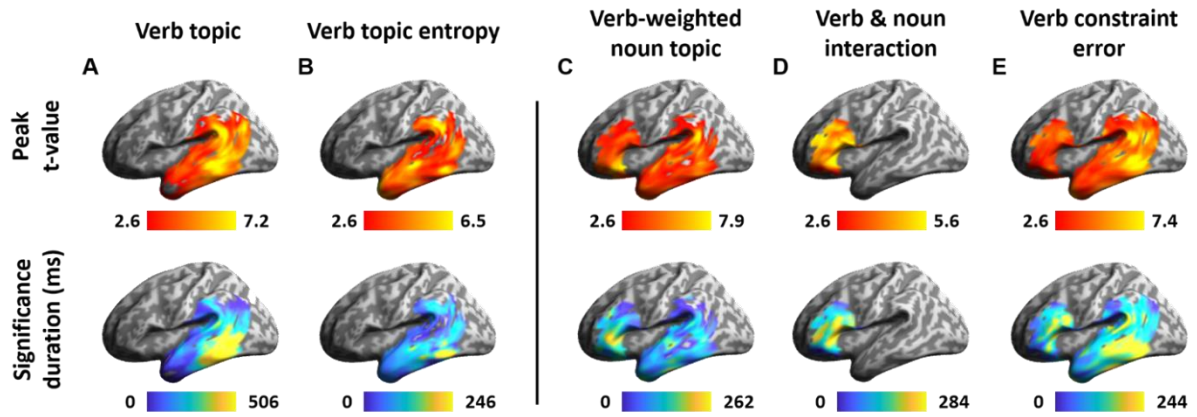 Verb topic
Verb topic entropy
Verb-weighted
noun topic
Verb & noun
interaction
Verb constraint
error
A
B
C
D
E
Peak
t-value
2.6 7.2
2.6 6.5
2.6 7.9
2.6 5.6
2.6 7.4
Significance
duration (ms)
0 506
0 246
0 262
0 284
0 244